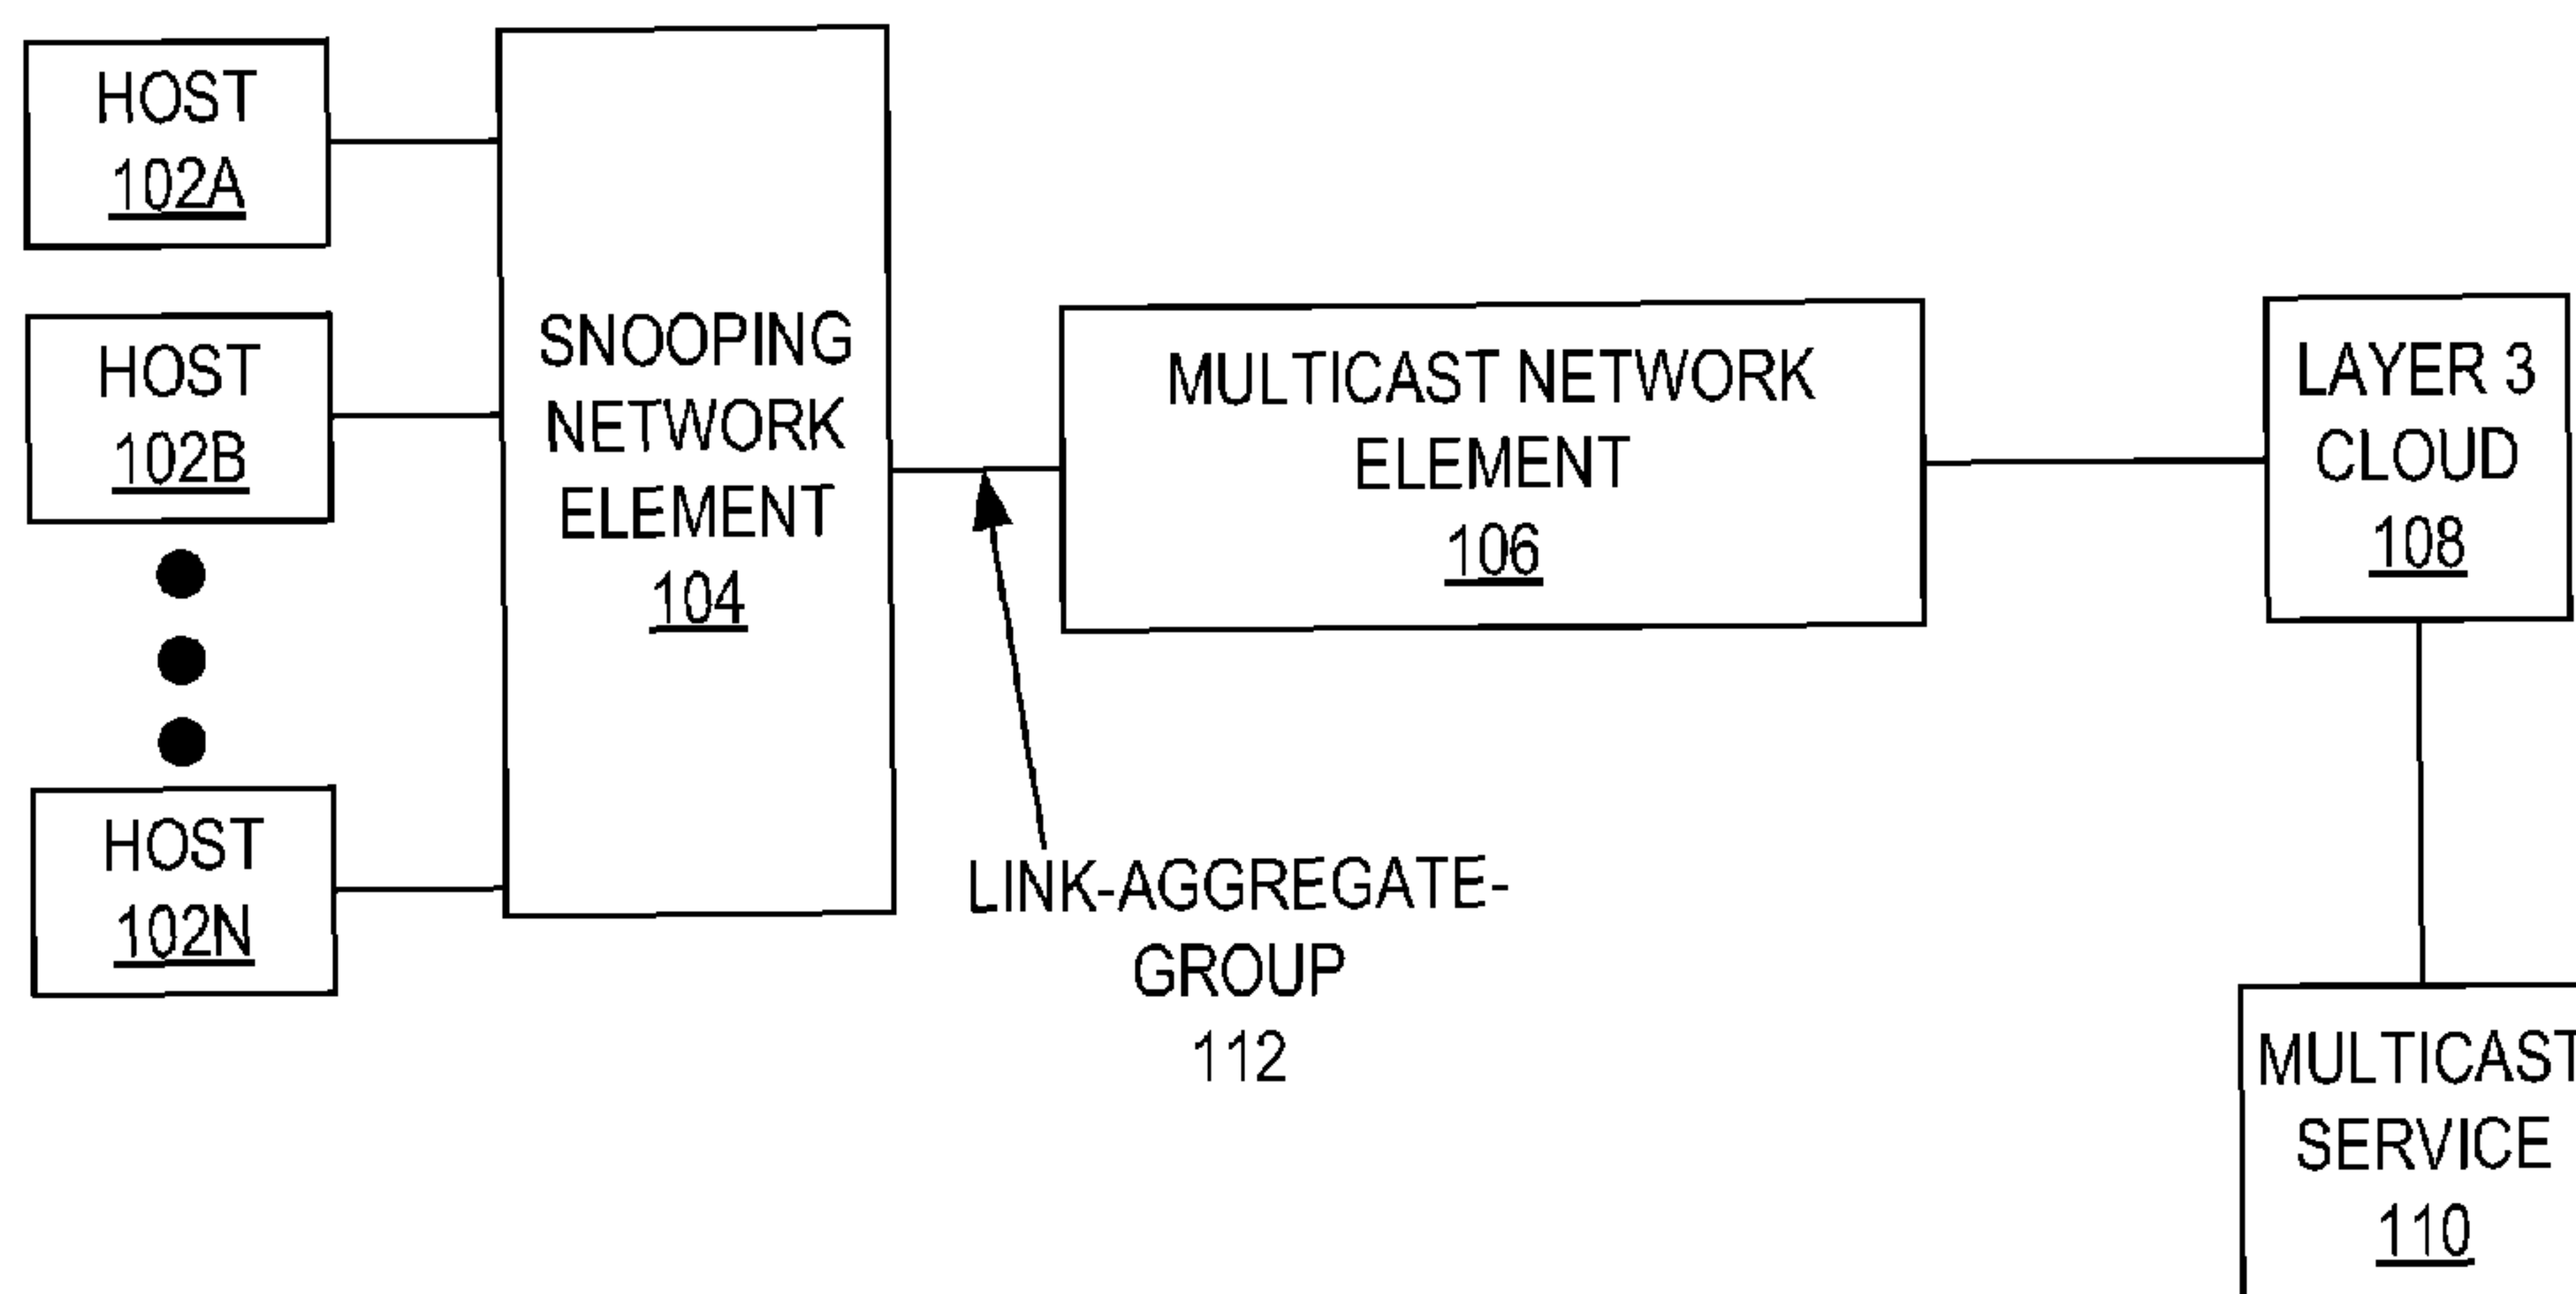 HOST
102A
HOST
102B
HOST
102N
SNOOPING
NETWORK
ELEMENT
104
LINK-AGGREGATE-
GROUP
112
MULTICAST NETWORK
ELEMENT
106
LAYER 3
CLOUD
108
MULTICAST
SERVICE
110